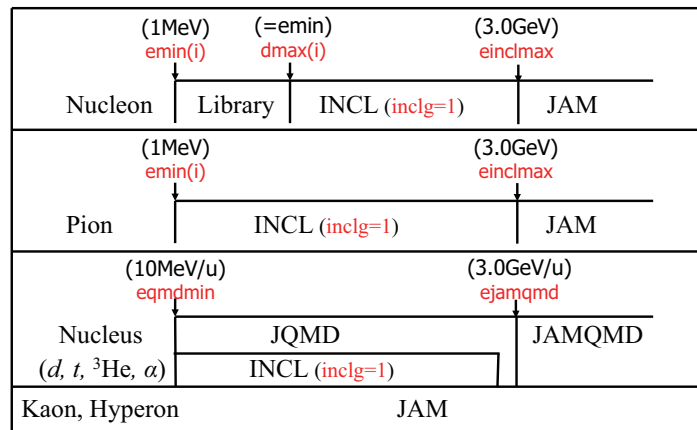 (1MeV) (=emin) (3.0GeV)
emin(i) dmax(i) einclmax
Nucleon Library INCL (inclg=1) JAM
(1MeV) (3.0GeV)
emin(i) einclmax
Pion INCL (inclg=1) JAM
(10MeV/u) (3.0GeV/u)
eqmdmin ejamqmd
Nucleus JQMD JAMQMD
(d, t, ³He, α) INCL (inclg=1)
Kaon, Hyperon JAM